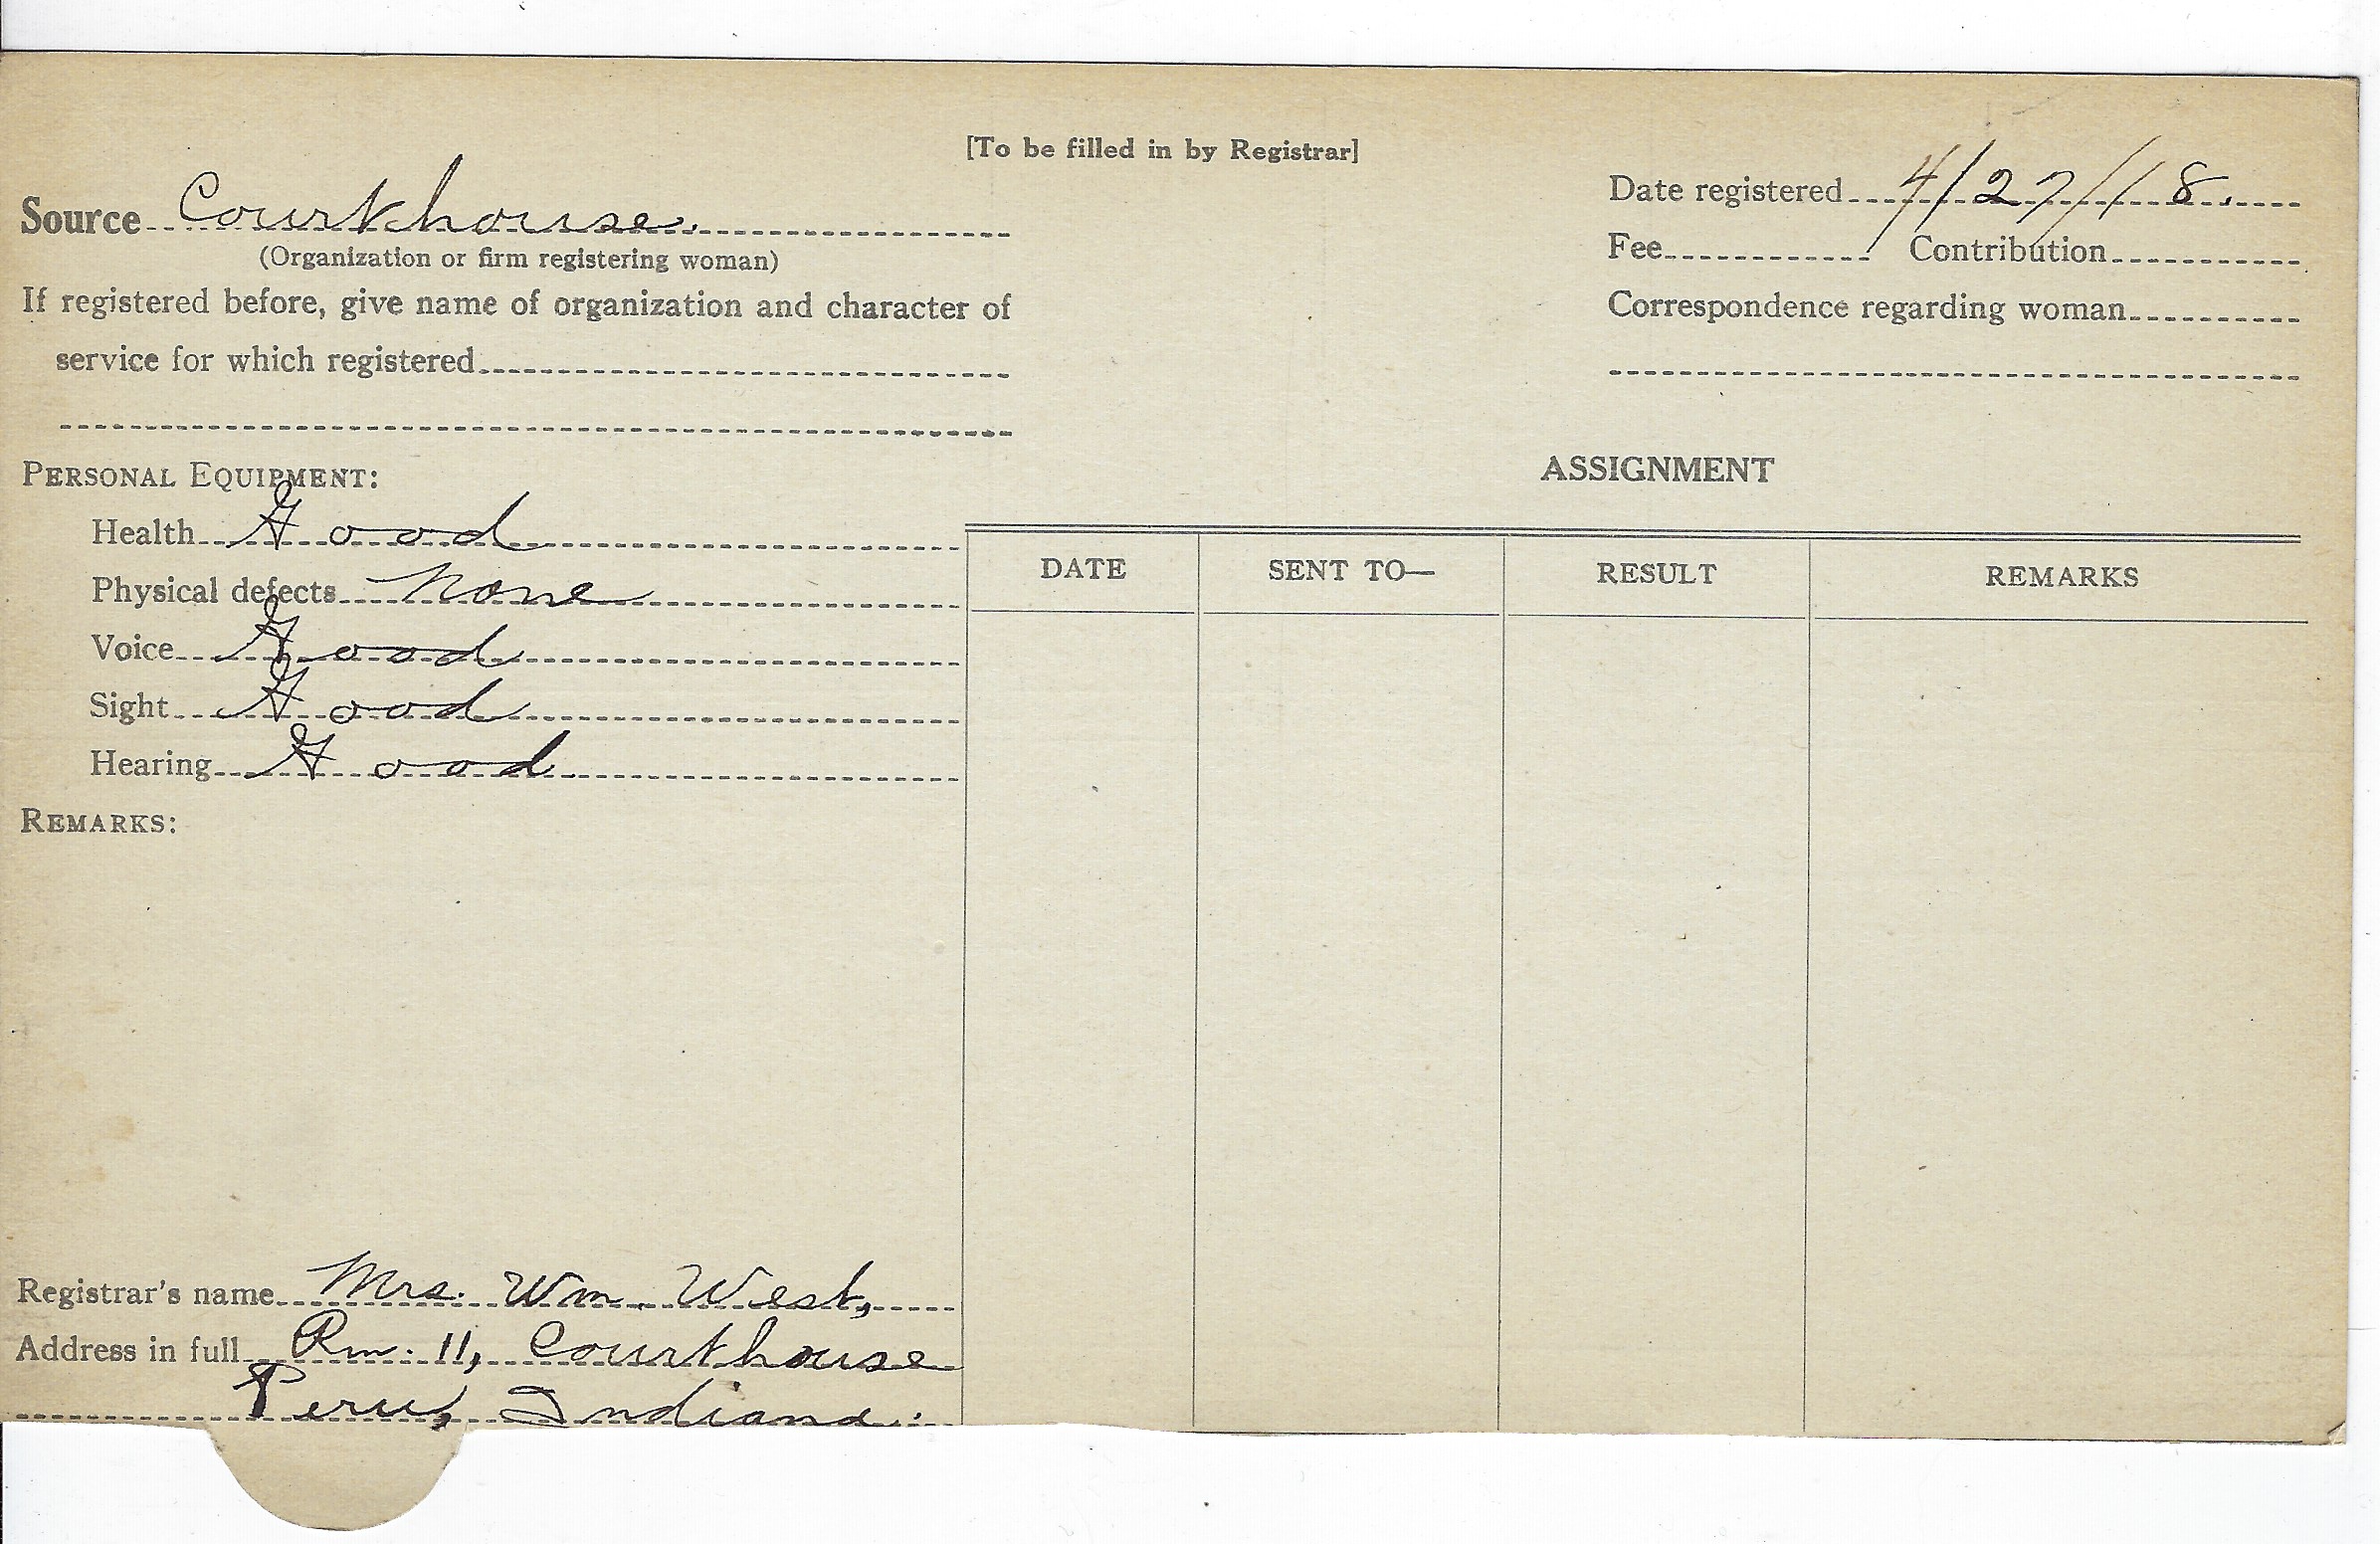 [To be filled in by Registrar]
Source Courthouse.
(Organization or firm registering woman)
If registered before, give name of organization and character of
service for which registered
Date registered 4/27/18.
Fee Contribution
Correspondence regarding woman
PERSONAL EQUIPMENT:
Health Good
Physical defects None
Voice Good
Sight Good
Hearing Good
REMARKS:
ASSIGNMENT
DATE SENT TO— RESULT REMARKS
Registrar's name Mrs. Wm. West,
Address in full Rm. 11, Courthouse
Peru, Indiana.